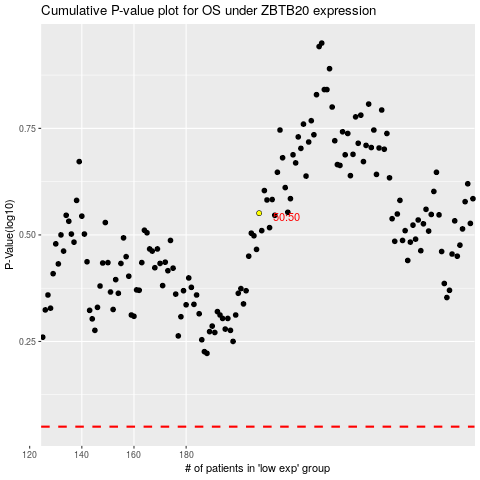 Cumulative P-value plot for OS under ZBTB20 expression
P-Value(log10)
0.75
0.50
0.25
50:50
120 140 160 180
# of patients in 'low exp' group